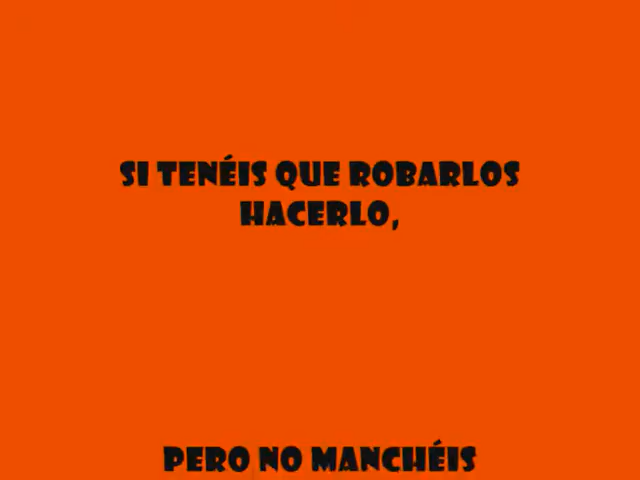 SI TENÉIS QUE ROBARLOS
HACERLO,
PERO NO MANCHÉIS